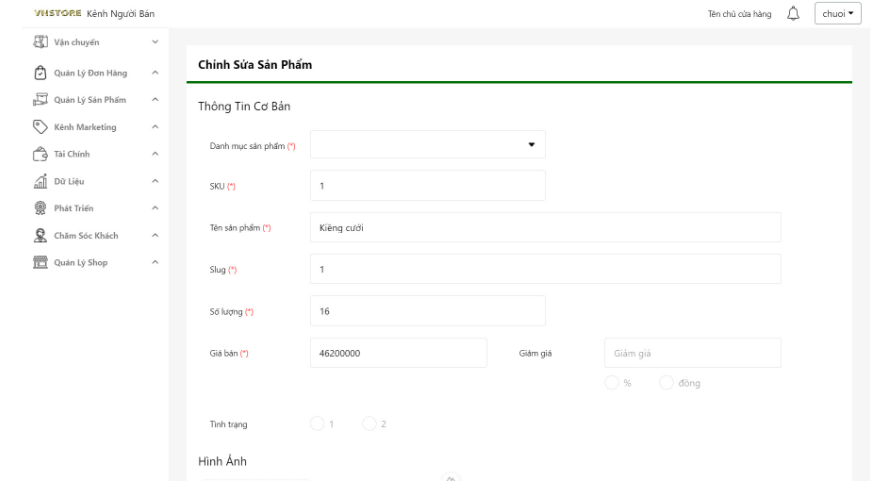 VHSTORE Kênh Người Bán
Tên chủ cửa hàng
chuoi
Vận chuyển
Quản Lý Đơn Hàng
Quản Lý Sản Phẩm
Kênh Marketing
Tài Chính
Dữ Liệu
Phát Triển
Chăm Sóc Khách
Quản Lý Shop
Chỉnh Sửa Sản Phẩm
Thông Tin Cơ Bản
Danh mục sản phẩm (*)
SKU (*) 1
Tên sản phẩm (*) Kiềng cưới
Slug (*) 1
Số lượng (*) 16
Giá bán (*) 46200000 Giảm giá Giảm giá
% đồng
Tình trạng 1 2
Hình Ảnh